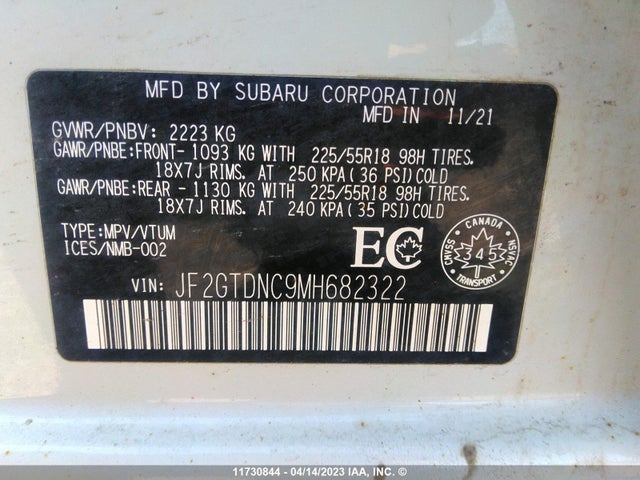 MFD BY SUBARU CORPORATION
MFD IN 11/21
GVWR/PNBV: 2223 KG
GAWR/PNBE:FRONT- 1093 KG WITH 225/55R18 98H TIRES.
18X7J RIMS. AT 250 KPA ( 36 PSI) COLD
GAWR/PNBE:REAR - 1130 KG WITH 225/55R18 98H TIRES.
18X7J RIMS. AT 240 KPA ( 35 PSI) COLD
TYPE:MPV/VTUM
ICES/NMB-002
EC
CANADA
CMVSS
345
NSVAC
TRANSPORT
VIN: JF2GTDNC9MH682322
11730844 - 04/14/2023 IAA, INC. ©